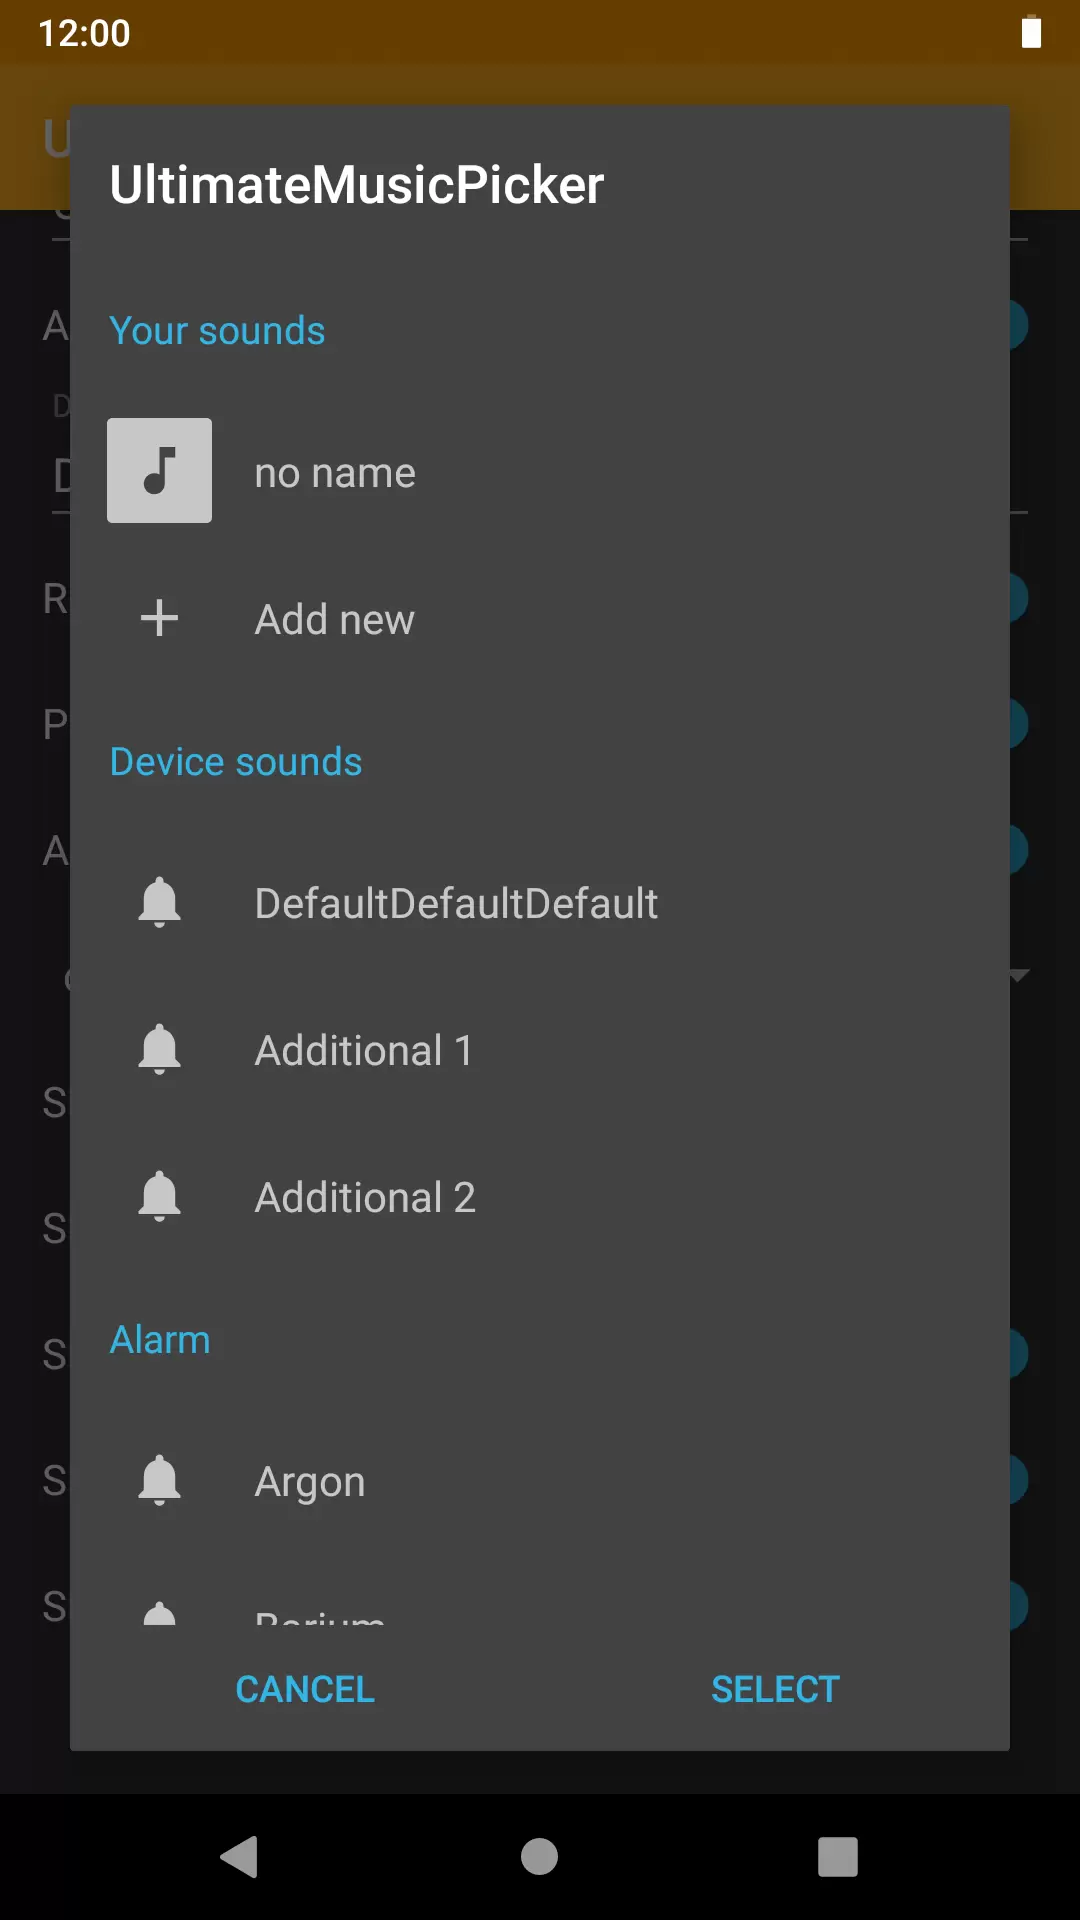 12:00
UltimateMusicPicker
Your sounds
no name
Add new
Device sounds
DefaultDefaultDefault
Additional 1
Additional 2
Alarm
Argon
Barium
CANCEL
SELECT